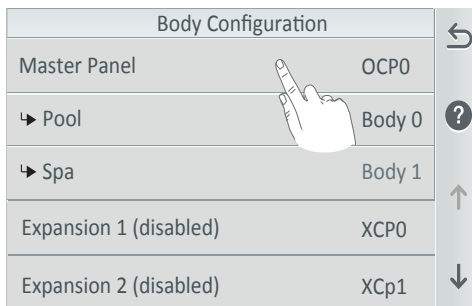 Body Configuration
Master Panel OCP0
↳ Pool Body 0
↳ Spa Body 1
Expansion 1 (disabled) XCP0
Expansion 2 (disabled) XCp1
?